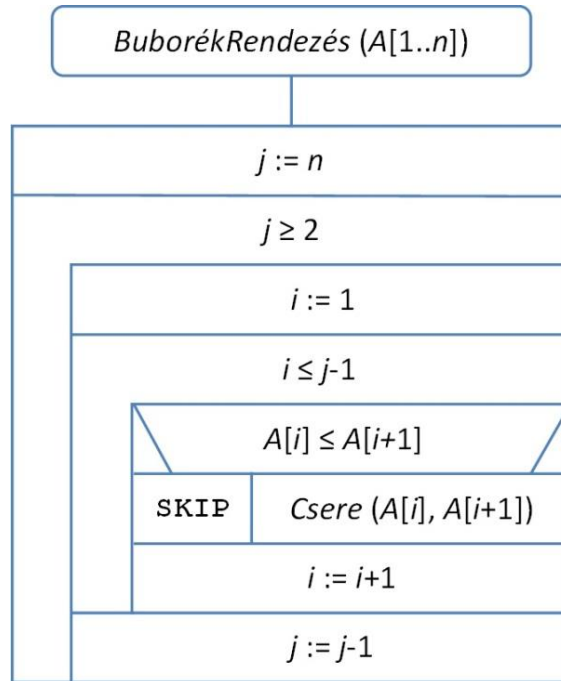 BuborékRendezés (A[1..n])
j := n
j ≥ 2
i := 1
i ≤ j-1
A[i] ≤ A[i+1]
SKIP Csere (A[i], A[i+1])
i := i+1
j := j-1